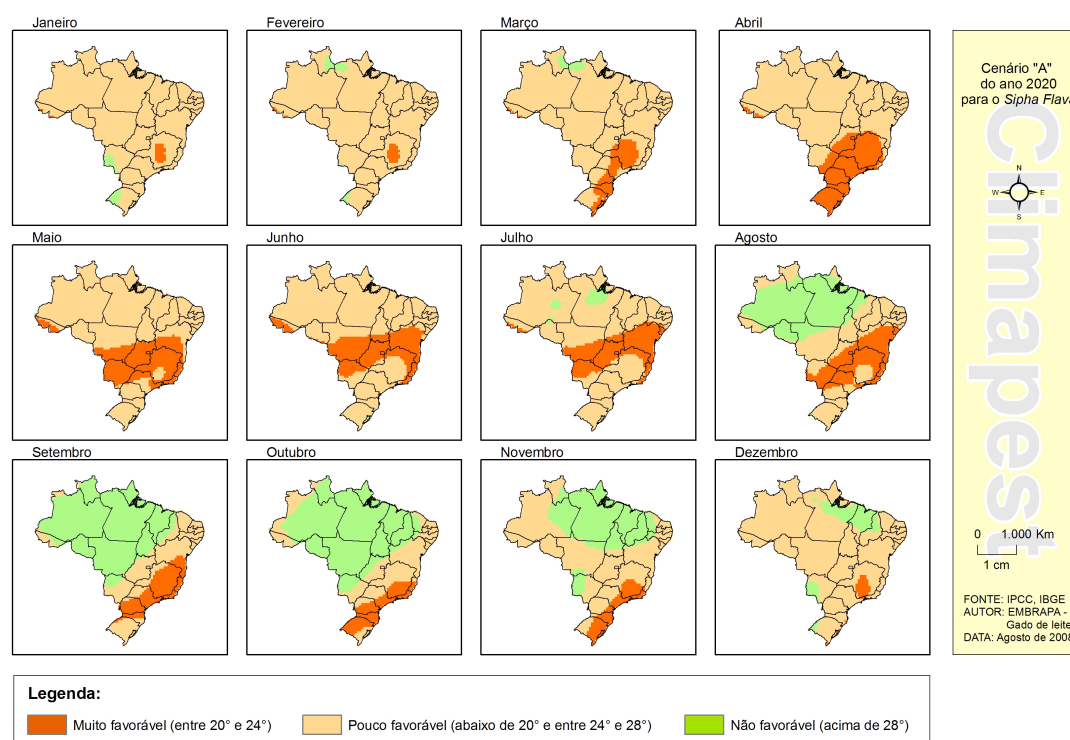 Janeiro
Fevereiro
Março
Abril
Maio
Junho
Julho
Agosto
Setembro
Outubro
Novembro
Dezembro
Cenário "A"
do ano 2020
para o Sipha Flava
N
W E
S
Climapest
0 1.000 Km
1 cm
FONTE: IPCC, IBGE
AUTOR: EMBRAPA -
Gado de leite
DATA: Agosto de 2008
Legenda:
Muito favorável (entre 20° e 24°)
Pouco favorável (abaixo de 20° e entre 24° e 28°)
Não favorável (acima de 28°)